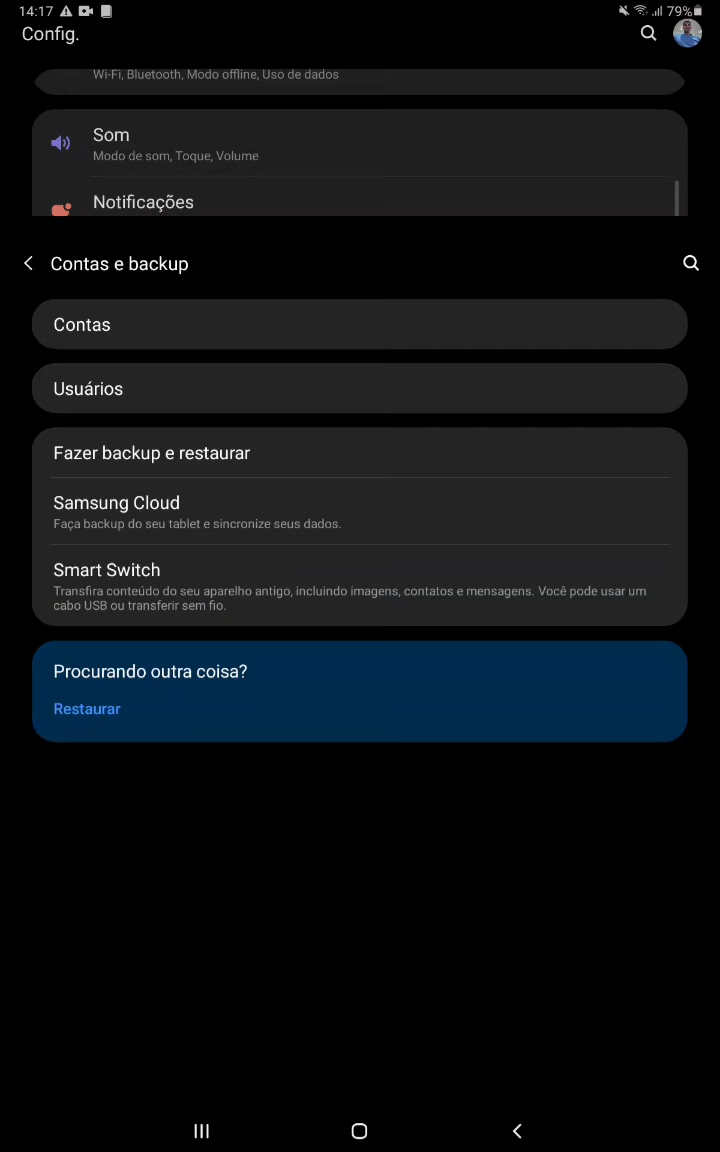 14:17
79%
Config.
Wi-Fi, Bluetooth, Modo offline, Uso de dados
Som
Modo de som, Toque, Volume
Notificações
Contas e backup
Contas
Usuários
Fazer backup e restaurar
Samsung Cloud
Faça backup do seu tablet e sincronize seus dados.
Smart Switch
Transfira conteúdo do seu aparelho antigo, incluindo imagens, contatos e mensagens. Você pode usar um
cabo USB ou transferir sem fio.
Procurando outra coisa?
Restaurar